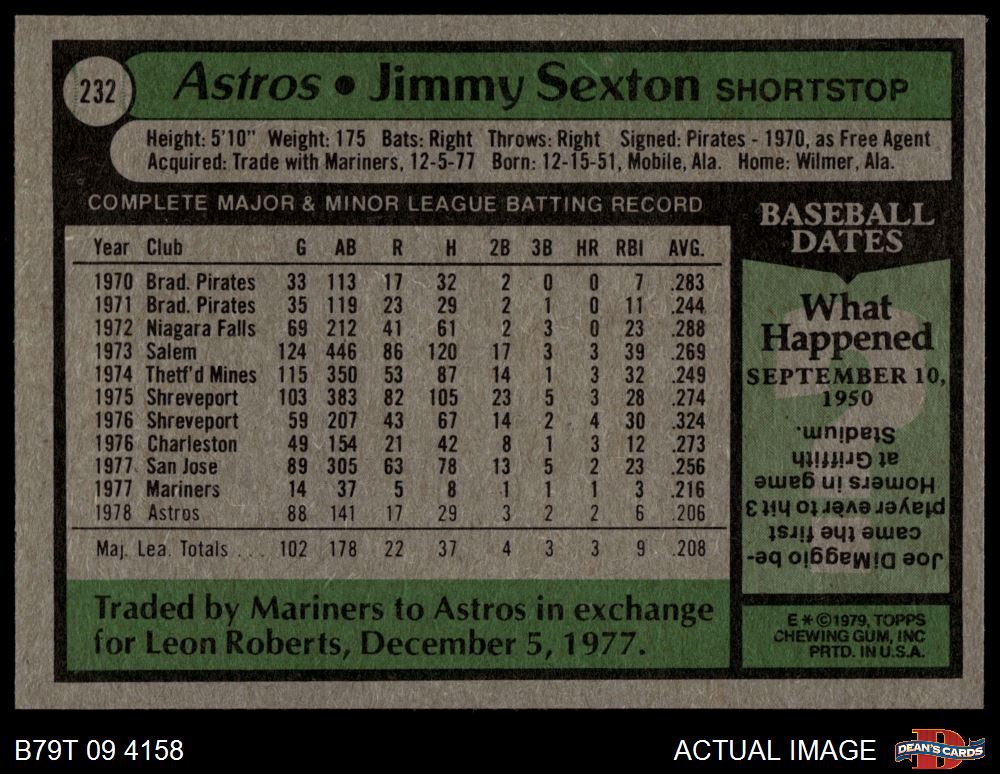 232
Astros • Jimmy Sexton SHORTSTOP
Height: 5'10" Weight: 175 Bats: Right Throws: Right Signed: Pirates - 1970, as Free Agent
Acquired: Trade with Mariners, 12-5-77 Born: 12-15-51, Mobile, Ala. Home: Wilmer, Ala.
COMPLETE MAJOR & MINOR LEAGUE BATTING RECORD
Year Club G AB R H 2B 3B HR RBI AVG.
1970 Brad. Pirates 33 113 17 32 2 0 0 7 .283
1971 Brad. Pirates 35 119 23 29 2 1 0 11 .244
1972 Niagara Falls 69 212 41 61 2 3 0 23 .288
1973 Salem 124 446 86 120 17 3 3 39 .269
1974 Thetf'd Mines 115 350 53 87 14 1 3 32 .249
1975 Shreveport 103 383 82 105 23 5 3 28 .274
1976 Shreveport 59 207 43 67 14 2 4 30 .324
1976 Charleston 49 154 21 42 8 1 3 12 .273
1977 San Jose 89 305 63 78 13 5 2 23 .256
1977 Mariners 14 37 5 8 1 1 1 3 .216
1978 Astros 88 141 17 29 3 2 2 6 .206
Maj. Lea. Totals . . . 102 178 22 37 4 3 3 9 .208
Traded by Mariners to Astros in exchange
for Leon Roberts, December 5, 1977.
BASEBALL
DATES
What
Happened
SEPTEMBER 10,
1950
Joe DiMaggio be-
came the first
player ever to hit 3
Homers in game
at Griffith
Stadium.
E * © 1979, TOPPS
CHEWING GUM, INC
PRTD. IN U.S.A.
B79T 09 4158
ACTUAL IMAGE
D
DEAN'S CARDS